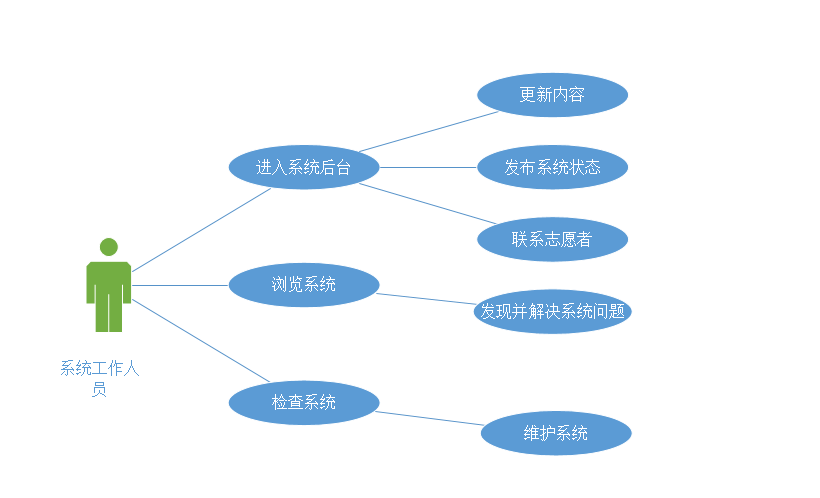 更新内容
进入系统后台
发布系统状态
联系志愿者
浏览系统
发现并解决系统问题
系统工作人
员
检查系统
维护系统